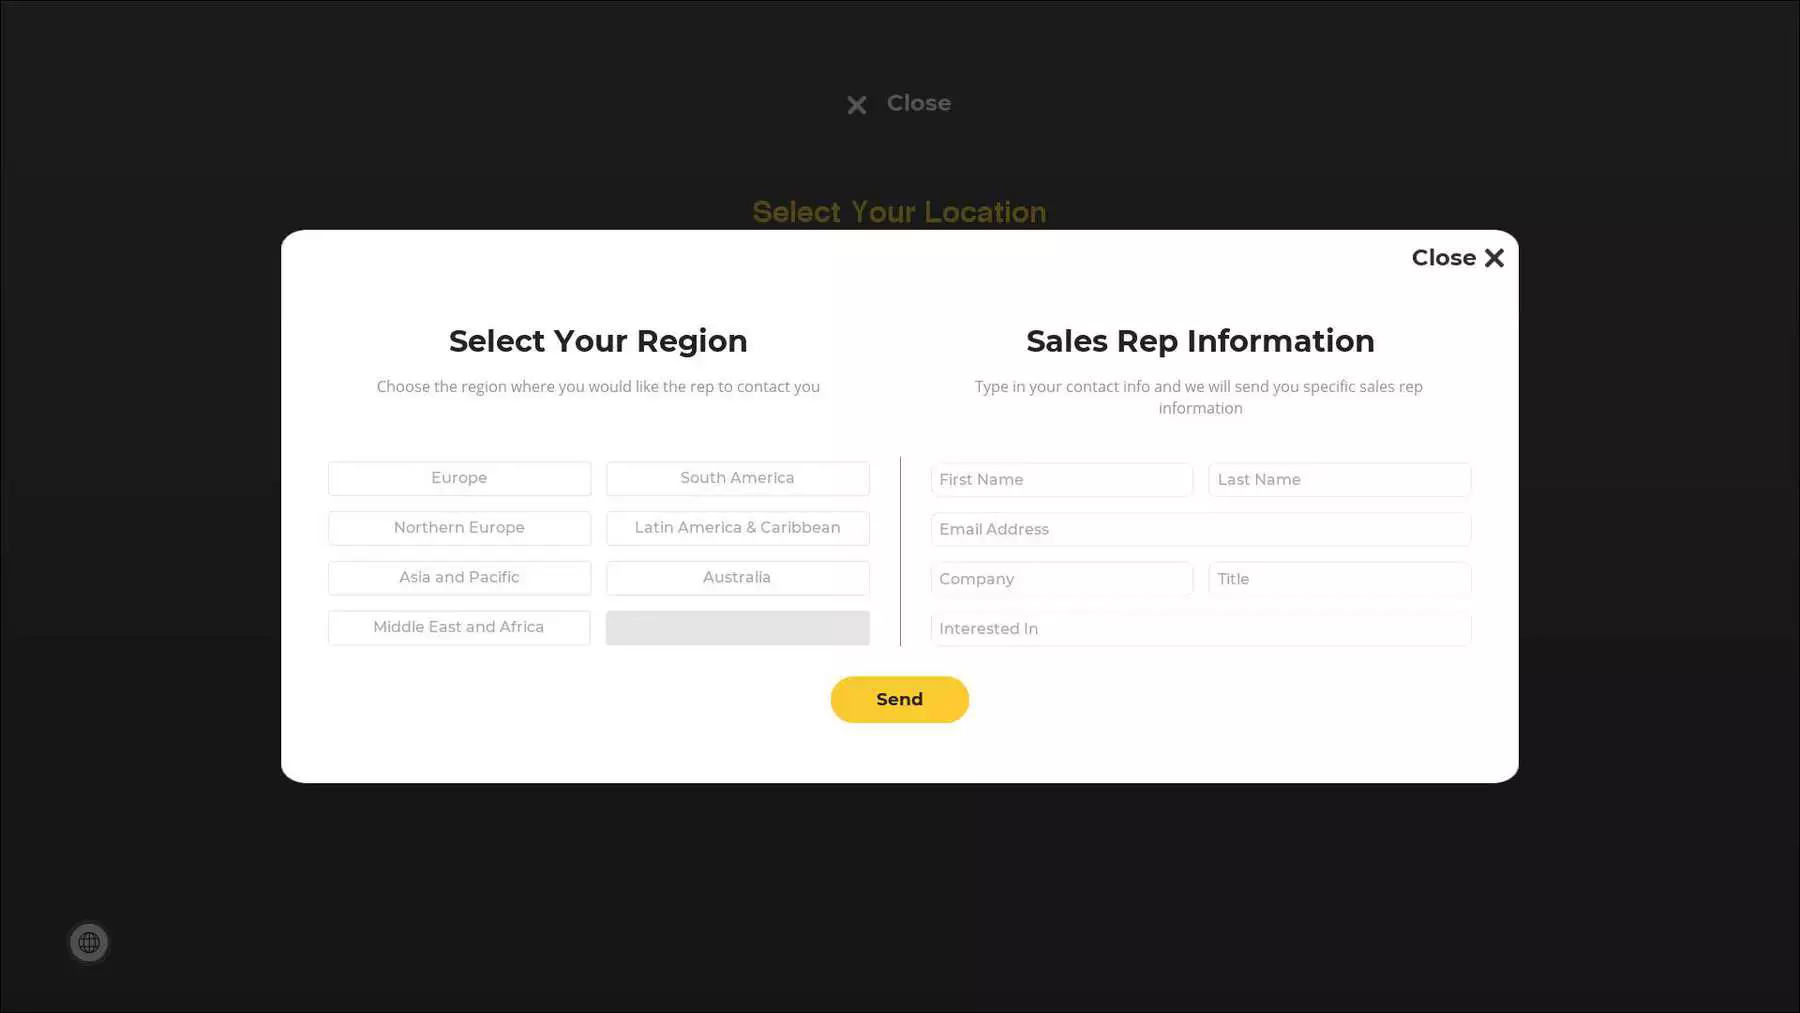 Close
Select Your Location
Close
Select Your Region
Choose the region where you would like the rep to contact you
Europe
South America
Northern Europe
Latin America & Caribbean
Asia and Pacific
Australia
Middle East and Africa
Sales Rep Information
Type in your contact info and we will send you specific sales rep
information
First Name
Last Name
Email Address
Company
Title
Interested In
Send